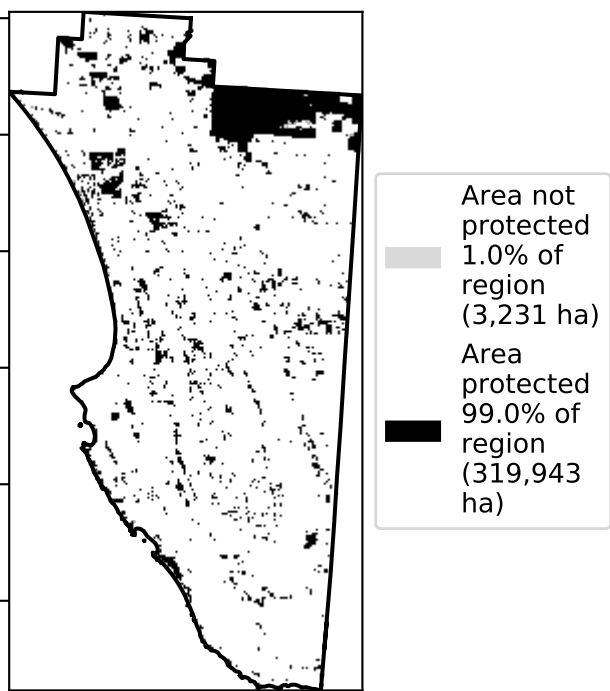 Area not
protected
1.0% of
region
(3,231 ha)
Area
protected
99.0% of
region
(319,943
ha)